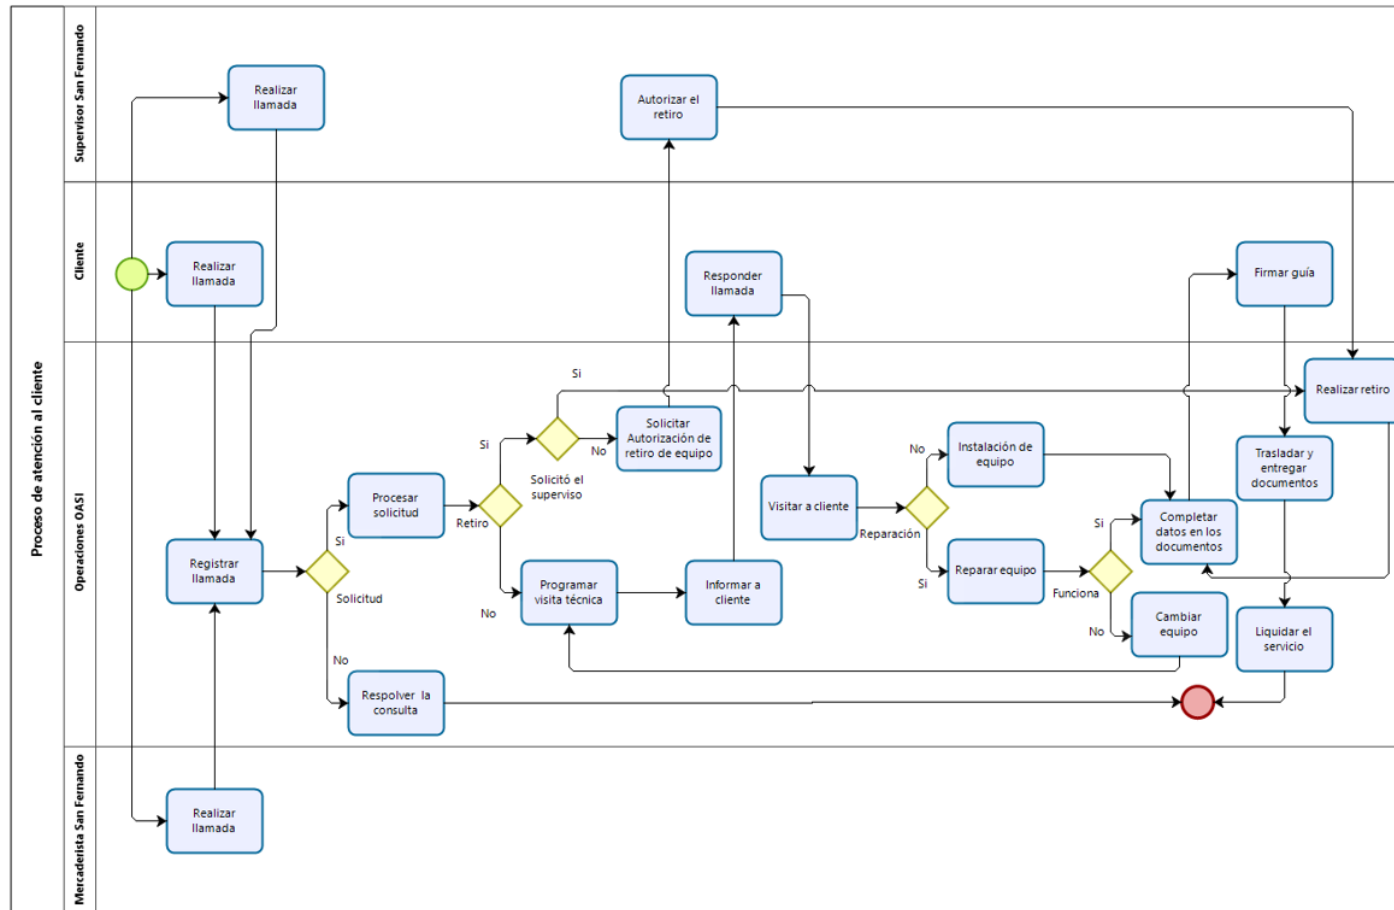 Proceso de atención al cliente
Supervisor San Fernando
Realizar
llamada
Autorizar el
retiro
Cliente
Realizar
llamada
Responder
llamada
Firmar guía
Operaciones OASI
Si
Realizar retiro
Si
No
Solicitar
Autorización de
retiro de equipo
Solicitó el
superviso
No
Instalación de
equipo
Trasladar y
entregar
documentos
Procesar
solicitud
Retiro
Visitar a cliente
Reparación
Si
Completar
datos en los
documentos
Registrar
llamada
Si
Solicitud
No
Programar
visita técnica
Informar a
cliente
Si
Reparar equipo
Funciona
No
Cambiar
equipo
Liquidar el
servicio
No
Respolver la
consulta
Mercaderista San Fernando
Realizar
llamada